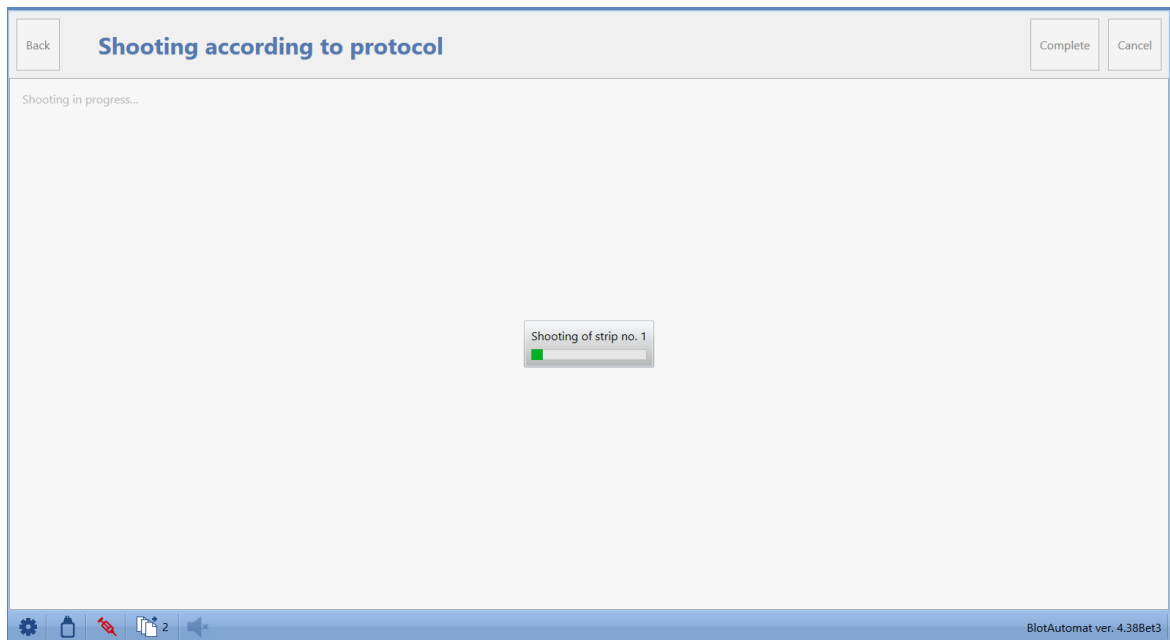 Back
Shooting according to protocol
Complete
Cancel
Shooting in progress...
Shooting of strip no. 1
2
BlotAutomat ver. 4.38Bet3